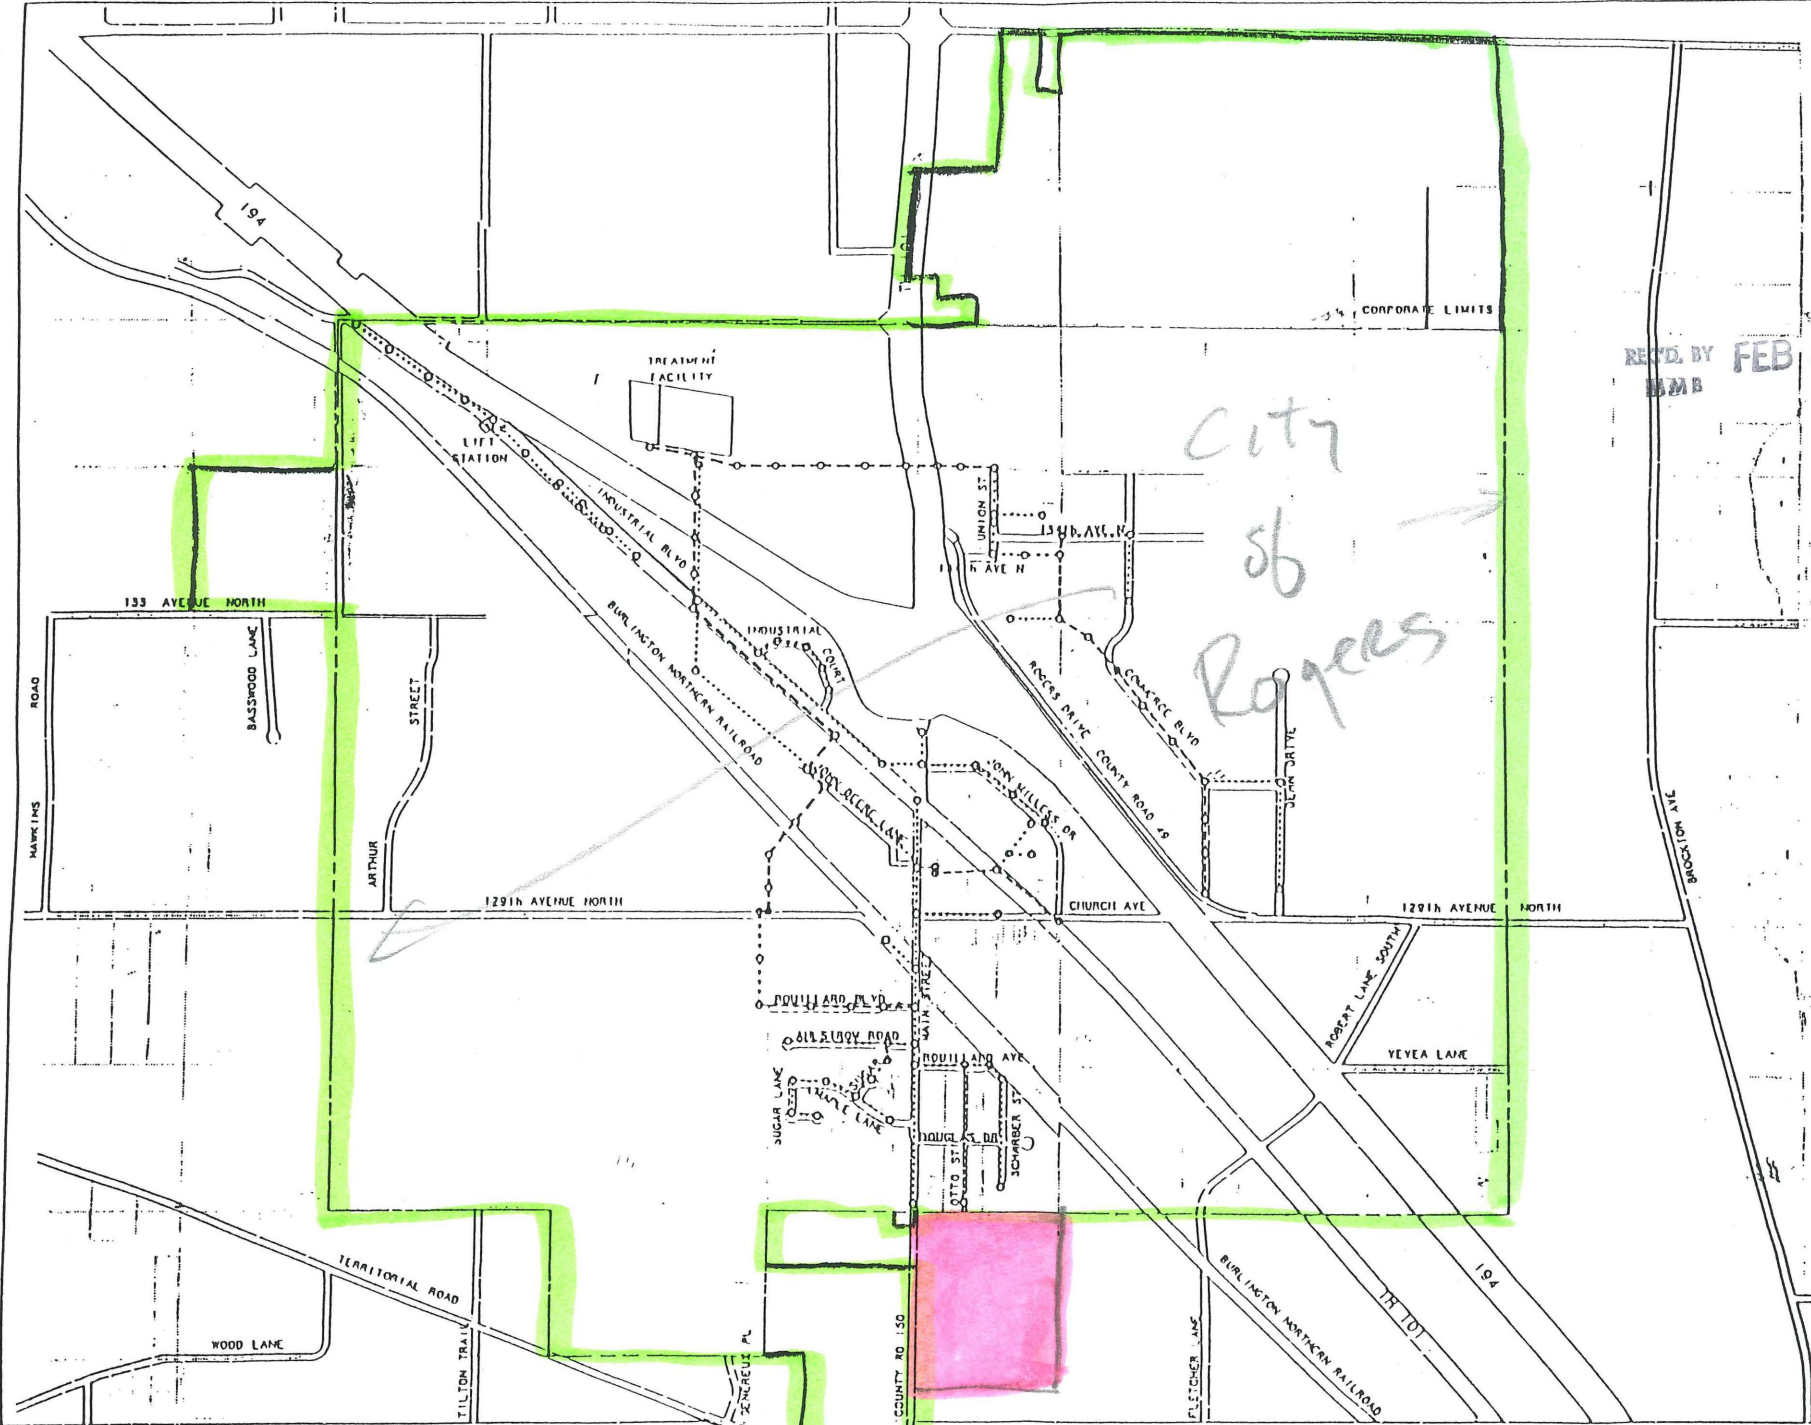 194
CORPORATE LIMITS
REC'D. BY FEB
MMB
TREATMENT
FACILITY
LIFT
STATION
City
of
Rogers
UNION ST
INDUSTRIAL BLVD
133 AVENUE NORTH
BASSWOOD LANE
STREET
ARTHUR
ROAD
HAWKINS
BURLINGTON NORTHERN RAILROAD
INDUSTRIAL
COURT
ROGERS DRIVE COUNTY ROAD 49
COMMERCE BLVD
JOHN DEERE LANE
JOHN MILLESS DR
BROCKTON AVE
129th AVENUE NORTH
CHURCH AVE
129th AVENUE NORTH
MAIN STREET
ROBERT LANE SOUTH
ROUILLARD BLVD
ROUILLARD AVE
VEVEA LANE
SUGAR LANE
MAPLE LANE
DOUGLAS DR
OTTO ST
SCHARBER ST
TERRITORIAL ROAD
WOOD LANE
TILTON TRAIL
COUNTY RD 150
FLETCHER LANE
BURLINGTON NORTHERN RAILROAD
TH 101
194